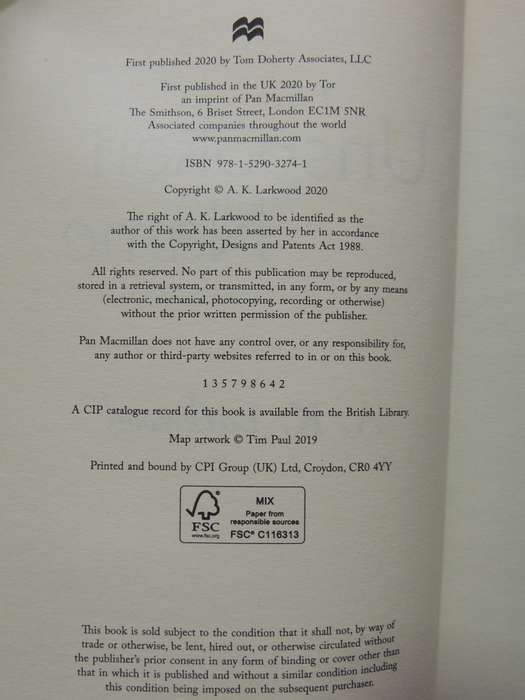 First published 2020 by Tom Doherty Associates, LLC
First published in the UK 2020 by Tor
an imprint of Pan Macmillan
The Smithson, 6 Briset Street, London EC1M 5NR
Associated companies throughout the world
www.panmacmillan.com
ISBN 978-1-5290-3274-1
Copyright © A. K. Larkwood 2020
The right of A. K. Larkwood to be identified as the
author of this work has been asserted by her in accordance
with the Copyright, Designs and Patents Act 1988.
All rights reserved. No part of this publication may be reproduced,
stored in a retrieval system, or transmitted, in any form, or by any means
(electronic, mechanical, photocopying, recording or otherwise)
without the prior written permission of the publisher.
Pan Macmillan does not have any control over, or any responsibility for,
any author or third-party websites referred to in or on this book.
1 3 5 7 9 8 6 4 2
A CIP catalogue record for this book is available from the British Library.
Map artwork © Tim Paul 2019
Printed and bound by CPI Group (UK) Ltd, Croydon, CR0 4YY
FSC
www.fsc.org
MIX
Paper from
responsible sources
FSC® C116313
This book is sold subject to the condition that it shall not, by way of
trade or otherwise, be lent, hired out, or otherwise circulated without
the publisher's prior consent in any form of binding or cover other than
that in which it is published and without a similar condition including
this condition being imposed on the subsequent purchaser.